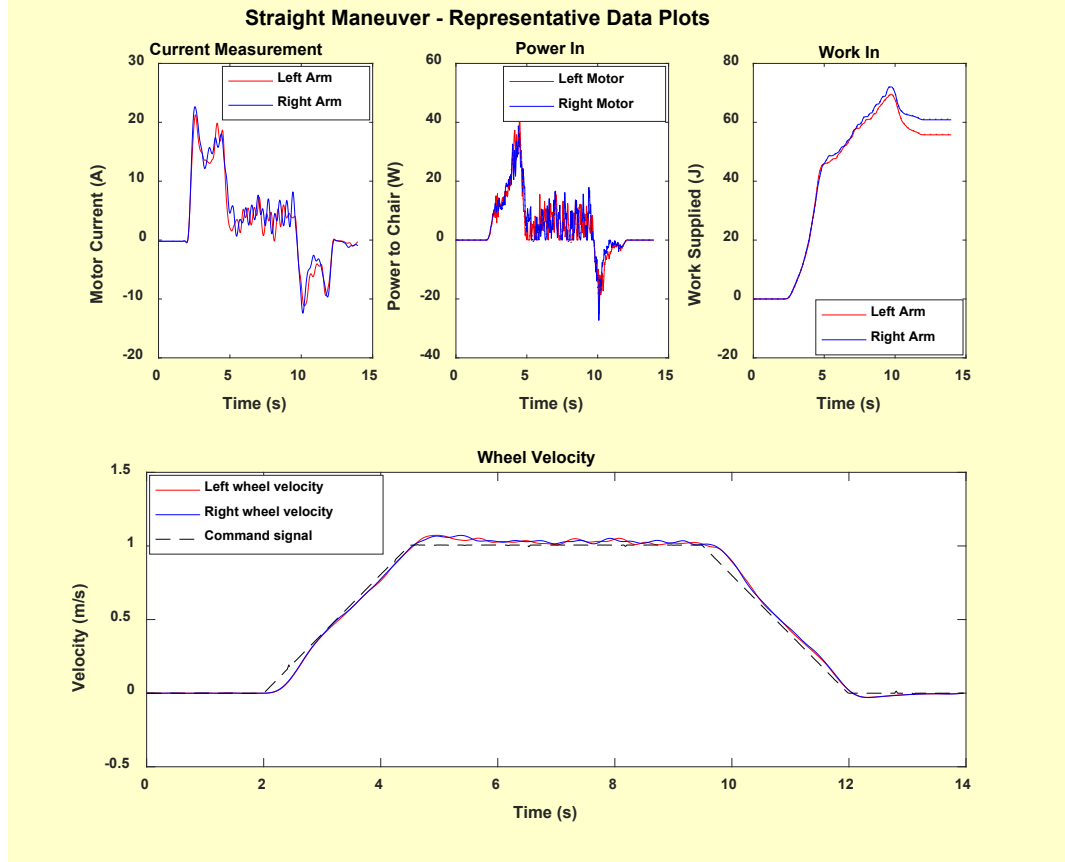 Straight Maneuver - Representative Data Plots
Current Measurement
30
20
10
0
-10
-20
0 5 10 15
Motor Current (A)
Time (s)
Left Arm
Right Arm
Power In
60
40
20
0
-20
-40
0 5 10 15
Power to Chair (W)
Time (s)
Left Motor
Right Motor
Work In
80
60
40
20
0
-20
0 5 10 15
Work Supplied (J)
Time (s)
Left Arm
Right Arm
Wheel Velocity
1.5
1
0.5
0
-0.5
0 2 4 6 8 10 12 14
Velocity (m/s)
Time (s)
Left wheel velocity
Right wheel velocity
Command signal